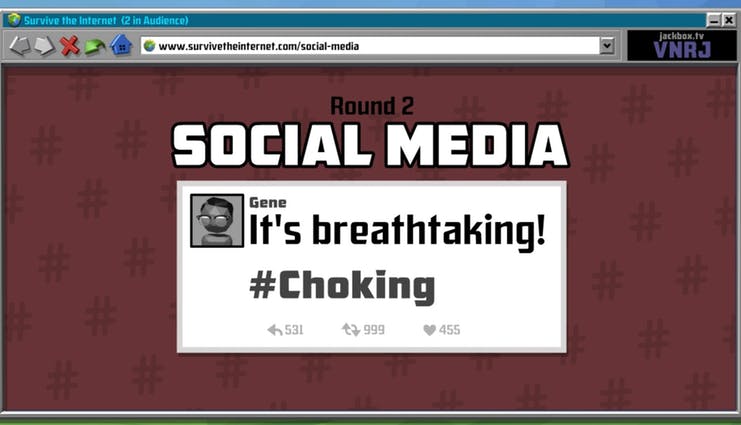 Survive the Internet (2 in Audience)
www.survivetheinternet.com/social-media
jackbox.tv
VNRJ
Round 2
SOCIAL MEDIA
Gene
It's breathtaking!
#Choking
531 999 455